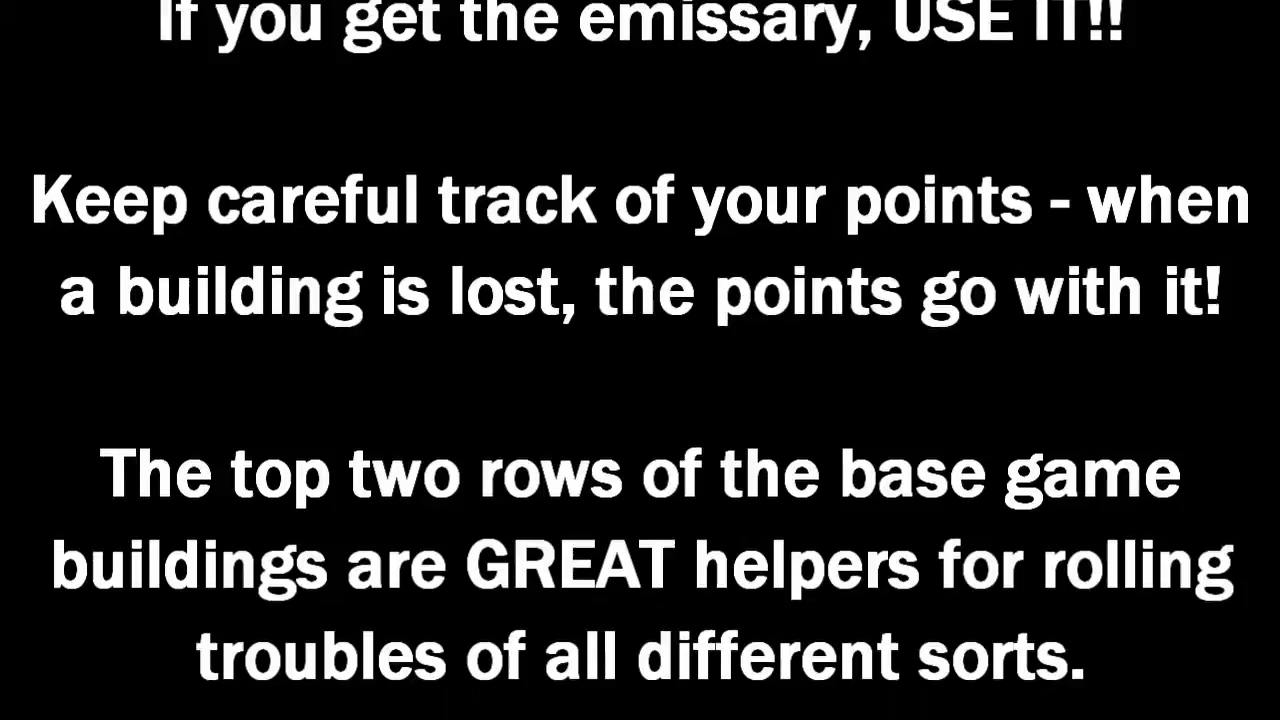 If you get the emissary, USE IT!!
Keep careful track of your points - when
a building is lost, the points go with it!
The top two rows of the base game
buildings are GREAT helpers for rolling
troubles of all different sorts.